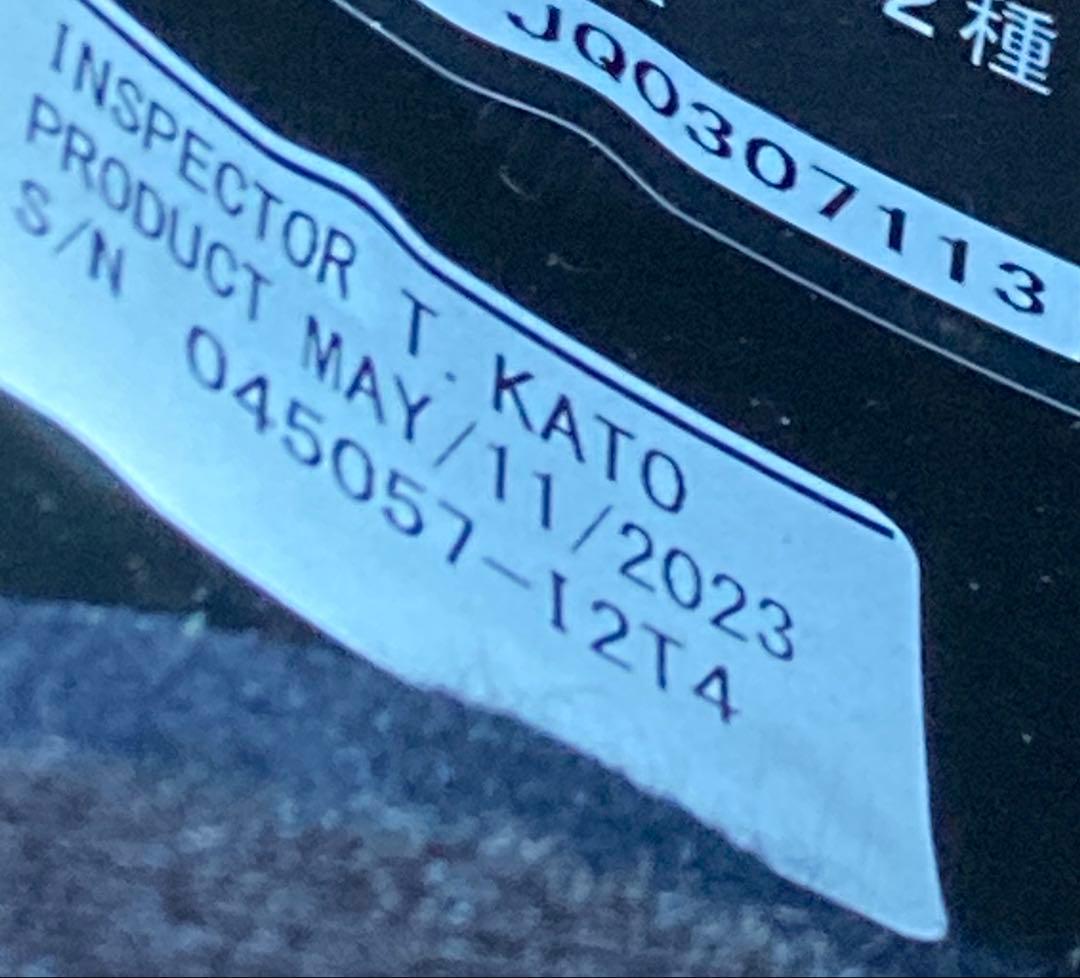 2種
JQ0307113
INSPECTOR T. KATO
PRODUCT MAY/11/2023
S/N 045057-I2T4